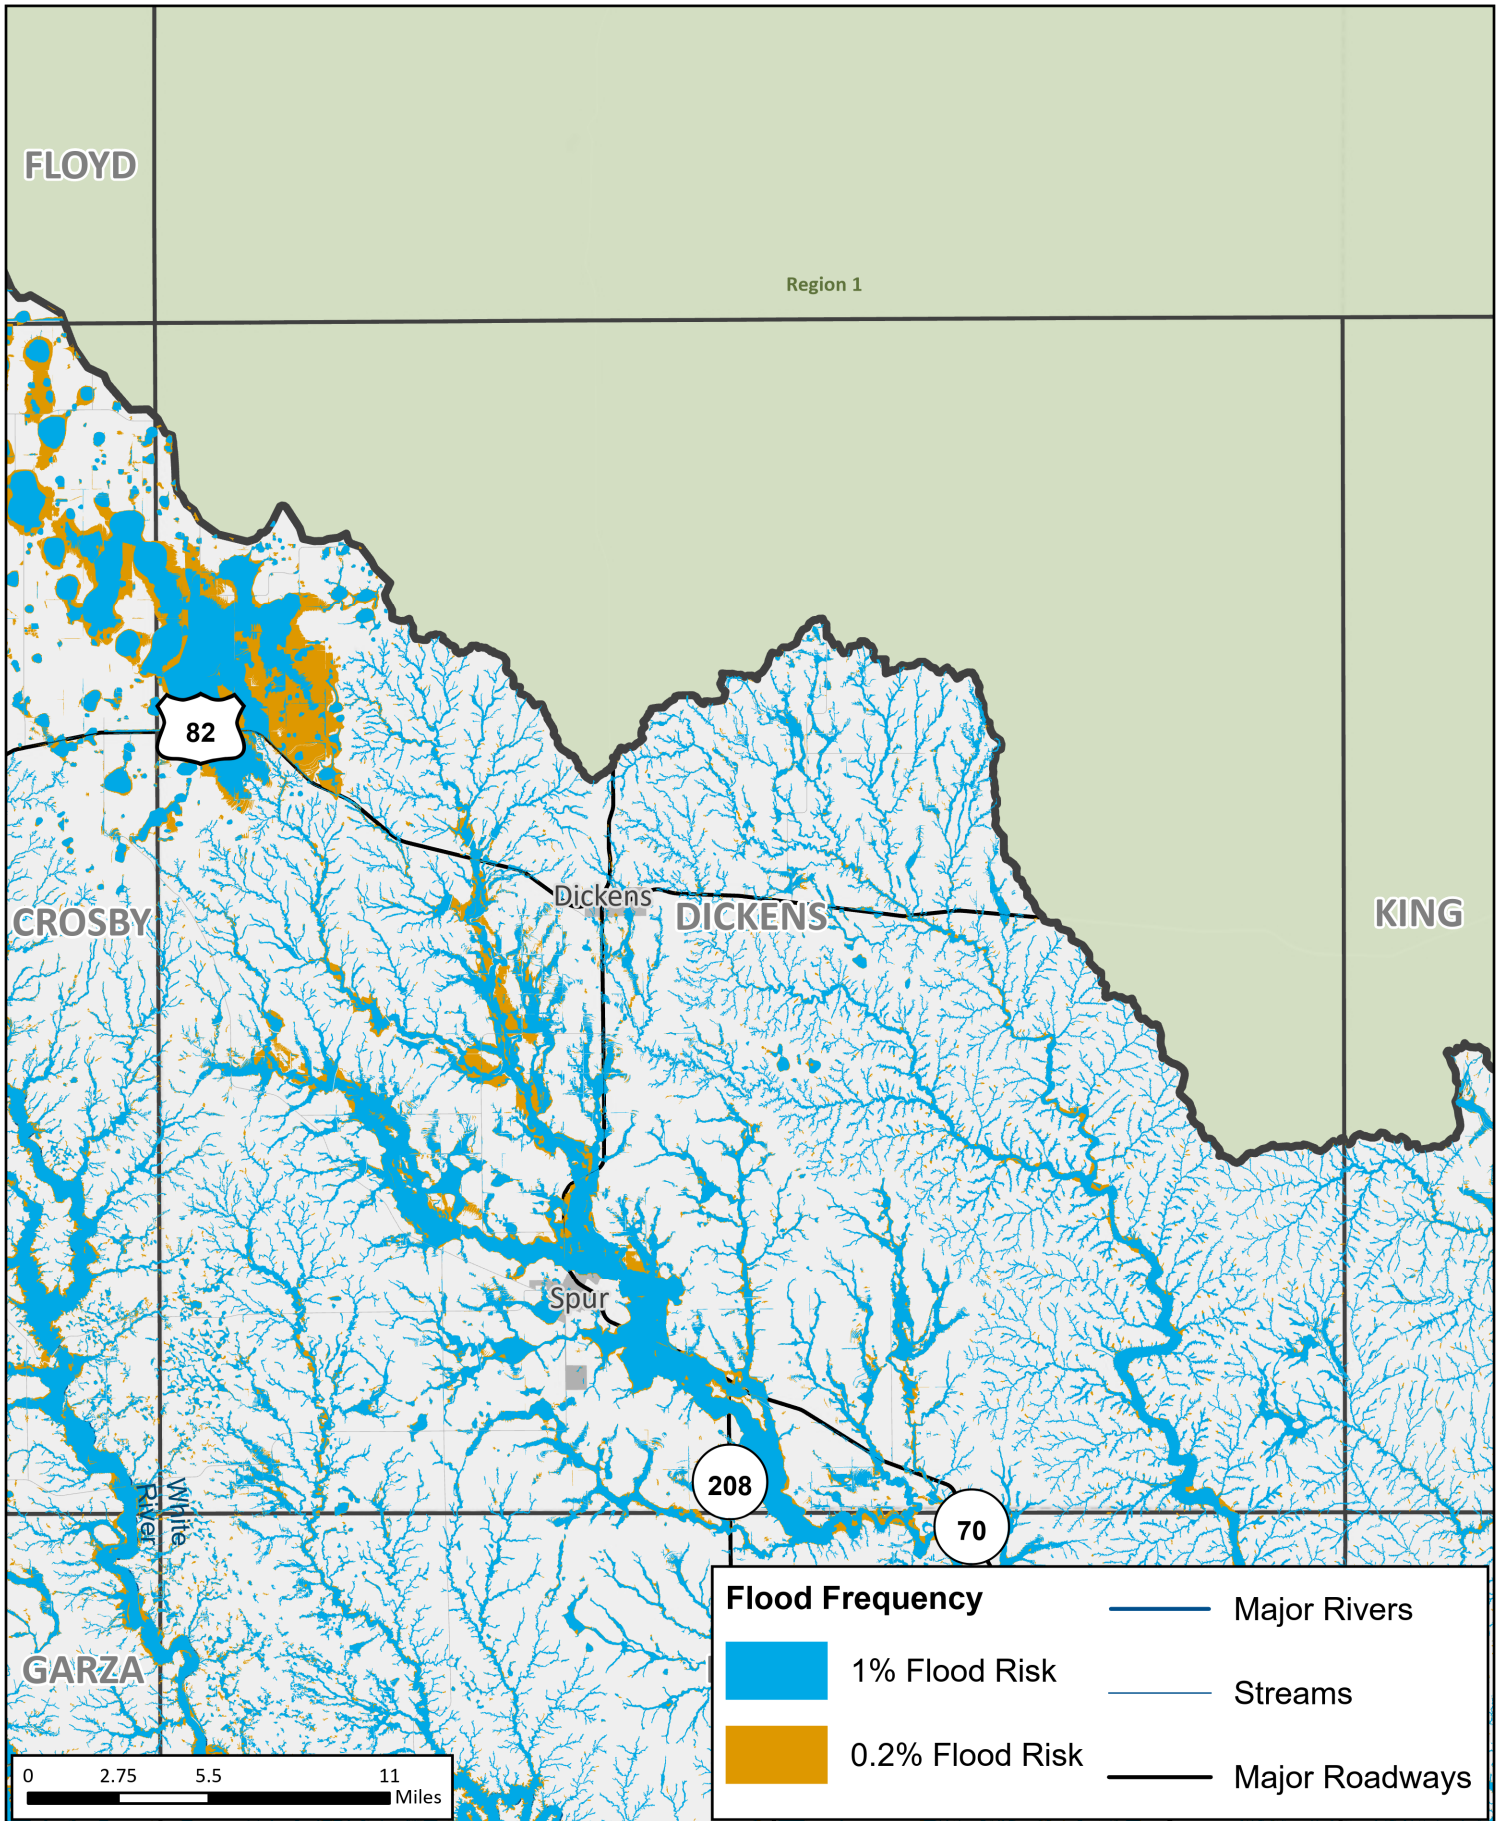 FLOYD
Region 1
82
Dickens
CROSBY
DICKENS
KING
Spur
208
70
White
River
GARZA
Flood Frequency
1% Flood Risk
0.2% Flood Risk
Major Rivers
Streams
Major Roadways
0 2.75 5.5 11
Miles